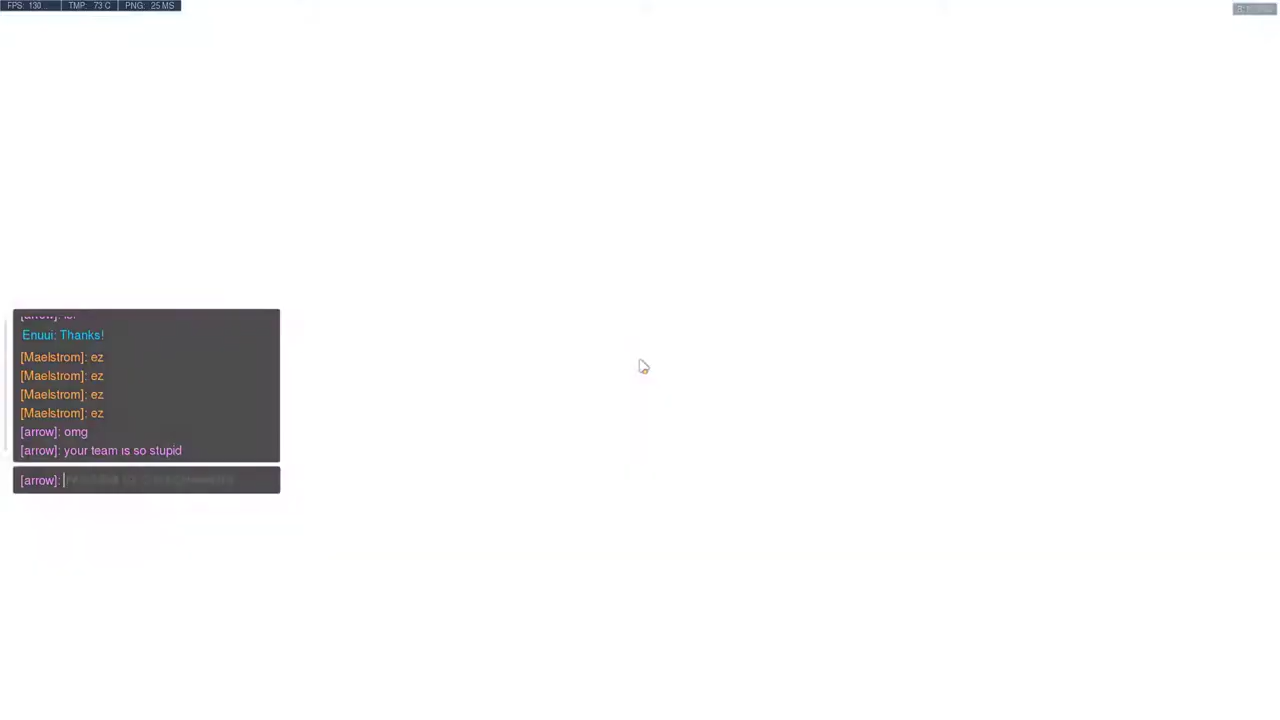 FPS: 130... TMP: 73 C PNG: 25 MS
[arrow]:
Enuui: Thanks!
[Maelstrom]: ez
[Maelstrom]: ez
[Maelstrom]: ez
[Maelstrom]: ez
[arrow]: omg
[arrow]: your team is so stupid
[arrow]: